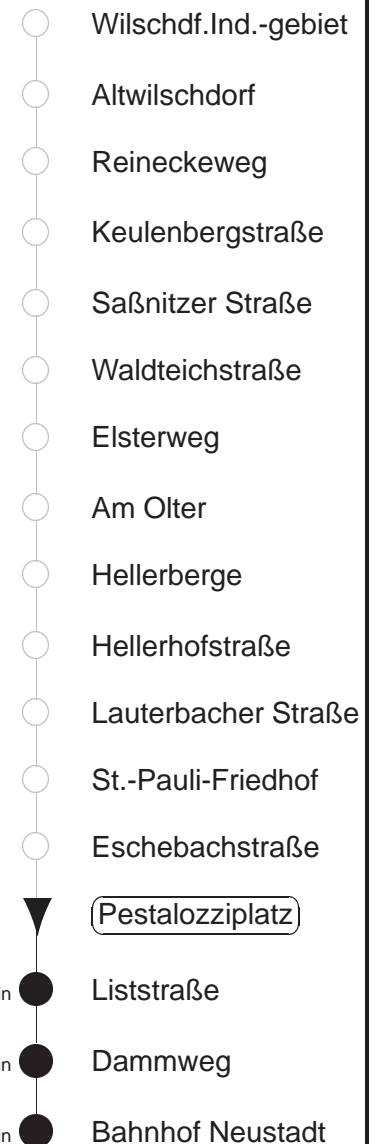 Wilschdf.Ind.-gebiet
Altwilschdorf
Reineckeweg
Keulenbergstraße
Saßnitzer Straße
Waldteichstraße
Elsterweg
Am Olter
Hellerberge
Hellerhofstraße
Lauterbacher Straße
St.-Pauli-Friedhof
Eschebachstraße
Pestalozziplatz
Liststraße
Dammweg
Bahnhof Neustadt